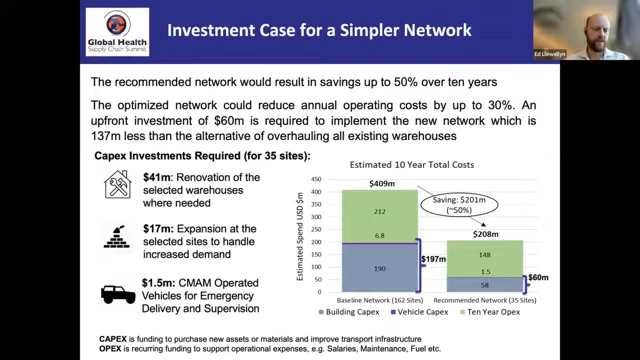 Global Health
Supply Chain Summit
Investment Case for a Simpler Network
Ed Llewellyn
The recommended network would result in savings up to 50% over ten years
The optimized network could reduce annual operating costs by up to 30%. An
upfront investment of $60m is required to implement the new network which is
137m less than the alternative of overhauling all existing warehouses
Capex Investments Required (for 35 sites):
$41m: Renovation of the
selected warehouses
where needed
$17m: Expansion at the
selected sites to handle
increased demand
$1.5m: CMAM Operated
Vehicles for Emergency
Delivery and Supervision
Estimated 10 Year Total Costs
Estimated Spend USD $m
450
400
350
300
250
200
150
100
50
0
$409m
212
6.8
190
$197m
Saving: $201m
(~50%)
$208m
148
1.5
58
$60m
Baseline Network (162 Sites)
Recommended Network (35 Sites)
Building Capex
Vehicle Capex
Ten Year Opex
CAPEX is funding to purchase new assets or materials and improve transport infrastructure
OPEX is recurring funding to support operational expenses, e.g. Salaries, Maintenance, Fuel etc.